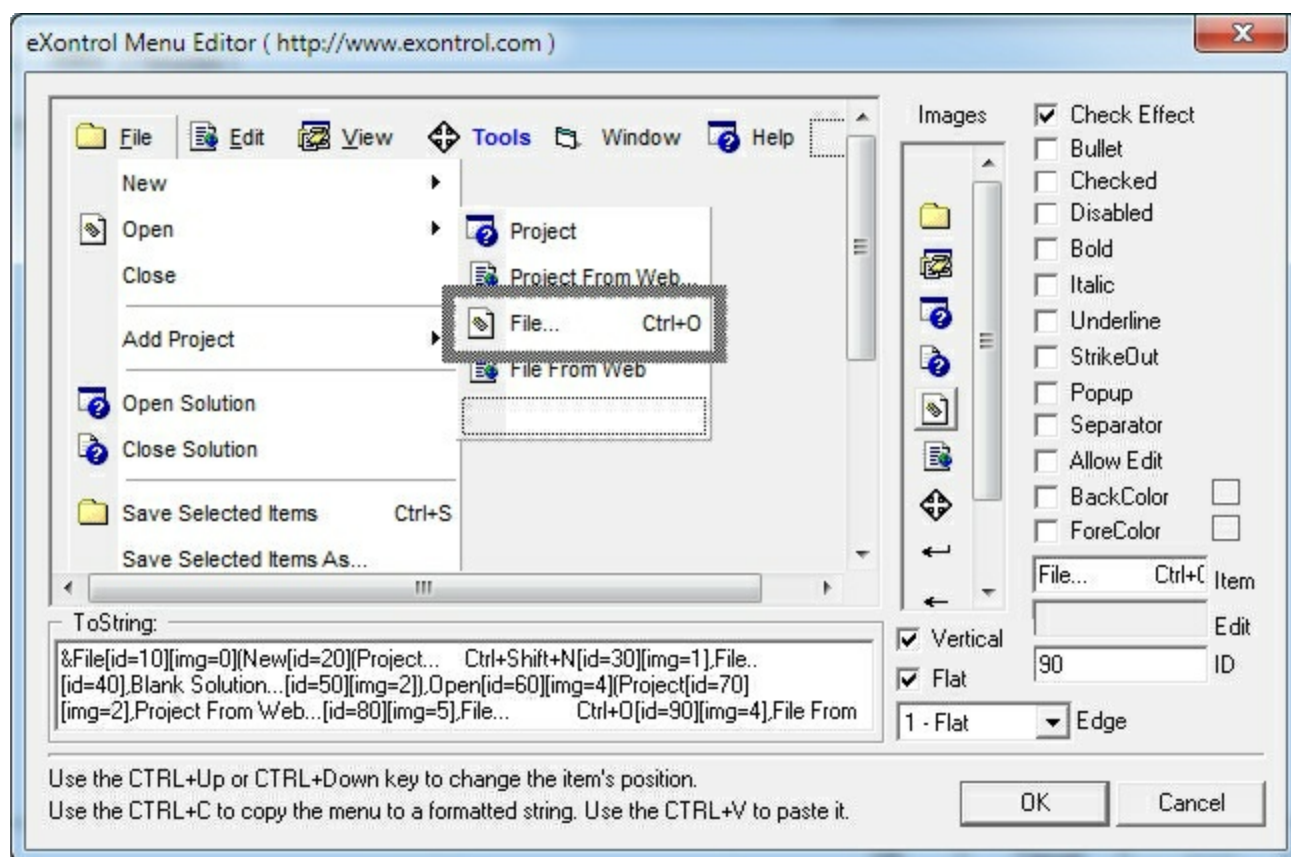 eXontrol Menu Editor ( http://www.exontrol.com )
File Edit View Tools Window Help
New
Open
Close
Add Project
Open Solution
Close Solution
Save Selected Items Ctrl+S
Save Selected Items As...
Project
Project From Web...
File... Ctrl+O
File From Web
Images
Check Effect
Bullet
Checked
Disabled
Bold
Italic
Underline
StrikeOut
Popup
Separator
Allow Edit
BackColor
ForeColor
File... Ctrl+O Item
Edit
90 ID
Vertical
Flat
1 - Flat Edge
ToString:
&File[id=10][img=0](New[id=20](Project... Ctrl+Shift+N[id=30][img=1],File..
[id=40],Blank Solution...[id=50][img=2]),Open[id=60][img=4](Project[id=70]
[img=2],Project From Web...[id=80][img=5],File... Ctrl+O[id=90][img=4],File From
Use the CTRL+Up or CTRL+Down key to change the item's position.
Use the CTRL+C to copy the menu to a formatted string. Use the CTRL+V to paste it.
OK Cancel